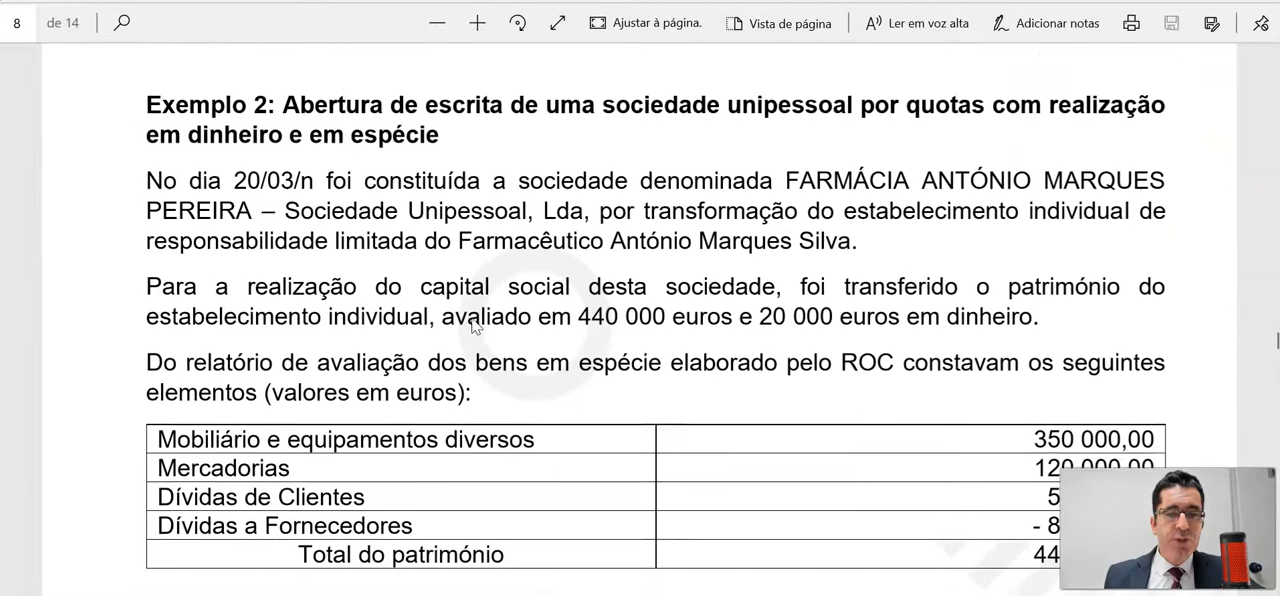 8 de 14 Ajustar à página. Vista de página Ler em voz alta Adicionar notas
Exemplo 2: Abertura de escrita de uma sociedade unipessoal por quotas com realização
em dinheiro e em espécie
No dia 20/03/n foi constituída a sociedade denominada FARMÁCIA ANTÓNIO MARQUES
PEREIRA – Sociedade Unipessoal, Lda, por transformação do estabelecimento individual de
responsabilidade limitada do Farmacêutico António Marques Silva.
Para a realização do capital social desta sociedade, foi transferido o património do
estabelecimento individual, avaliado em 440 000 euros e 20 000 euros em dinheiro.
Do relatório de avaliação dos bens em espécie elaborado pelo ROC constavam os seguintes
elementos (valores em euros):
Mobiliário e equipamentos diversos 350 000,00
Mercadorias
Dívidas de Clientes
Dívidas a Fornecedores
Total do património